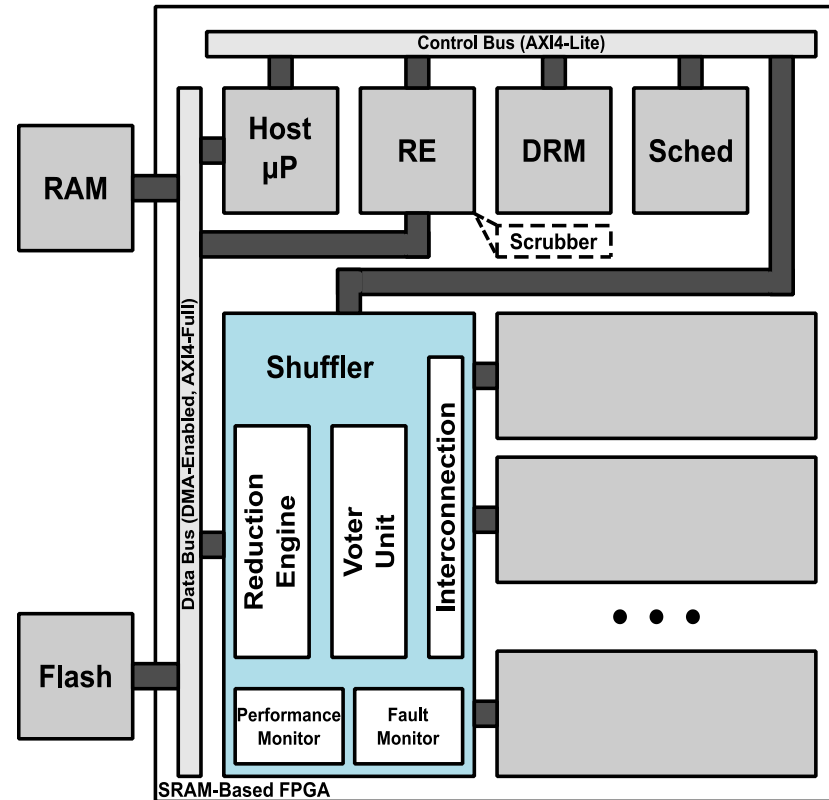 Control Bus (AXI4-Lite)
Host
µP
RE
DRM
Sched
RAM
Scrubber
Data Bus (DMA-Enabled, AXI4-Full)
Shuffler
Reduction
Engine
Voter
Unit
Interconnection
Flash
Performance
Monitor
Fault
Monitor
SRAM-Based FPGA